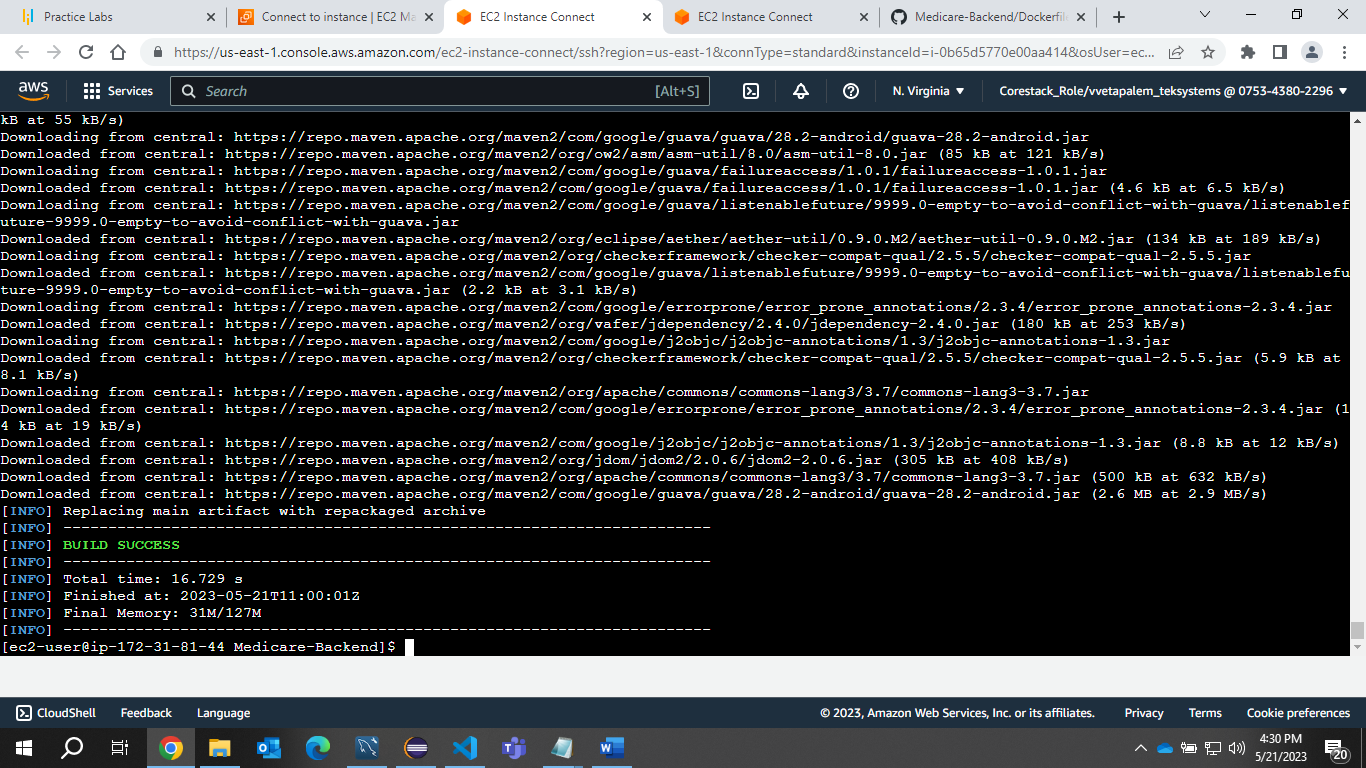 Practice Labs
Connect to instance | EC2 Ma
EC2 Instance Connect
EC2 Instance Connect
Medicare-Backend/Dockerfil
https://us-east-1.console.aws.amazon.com/ec2-instance-connect/ssh?region=us-east-1&connType=standard&instanceId=i-0b65d5770e00aa414&osUser=ec...
aws
Services
Search
[Alt+S]
N. Virginia
Corestack_Role/vvetapalem_teksystems @ 0753-4380-2296
kB at 55 kB/s)
Downloading from central: https://repo.maven.apache.org/maven2/com/google/guava/guava/28.2-android/guava-28.2-android.jar
Downloaded from central: https://repo.maven.apache.org/maven2/org/ow2/asm/asm-util/8.0/asm-util-8.0.jar (85 kB at 121 kB/s)
Downloading from central: https://repo.maven.apache.org/maven2/com/google/guava/failureaccess/1.0.1/failureaccess-1.0.1.jar
Downloaded from central: https://repo.maven.apache.org/maven2/com/google/guava/failureaccess/1.0.1/failureaccess-1.0.1.jar (4.6 kB at 6.5 kB/s)
Downloading from central: https://repo.maven.apache.org/maven2/com/google/guava/listenablefuture/9999.0-empty-to-avoid-conflict-with-guava/listenablef
uture-9999.0-empty-to-avoid-conflict-with-guava.jar
Downloaded from central: https://repo.maven.apache.org/maven2/org/eclipse/aether/aether-util/0.9.0.M2/aether-util-0.9.0.M2.jar (134 kB at 189 kB/s)
Downloading from central: https://repo.maven.apache.org/maven2/org/checkerframework/checker-compat-qual/2.5.5/checker-compat-qual-2.5.5.jar
Downloaded from central: https://repo.maven.apache.org/maven2/com/google/guava/listenablefuture/9999.0-empty-to-avoid-conflict-with-guava/listenablefu
ture-9999.0-empty-to-avoid-conflict-with-guava.jar (2.2 kB at 3.1 kB/s)
Downloading from central: https://repo.maven.apache.org/maven2/com/google/errorprone/error_prone_annotations/2.3.4/error_prone_annotations-2.3.4.jar
Downloaded from central: https://repo.maven.apache.org/maven2/org/vafer/jdependency/2.4.0/jdependency-2.4.0.jar (180 kB at 253 kB/s)
Downloading from central: https://repo.maven.apache.org/maven2/com/google/j2objc/j2objc-annotations/1.3/j2objc-annotations-1.3.jar
Downloaded from central: https://repo.maven.apache.org/maven2/org/checkerframework/checker-compat-qual/2.5.5/checker-compat-qual-2.5.5.jar (5.9 kB at
8.1 kB/s)
Downloading from central: https://repo.maven.apache.org/maven2/org/apache/commons/commons-lang3/3.7/commons-lang3-3.7.jar
Downloaded from central: https://repo.maven.apache.org/maven2/com/google/errorprone/error_prone_annotations/2.3.4/error_prone_annotations-2.3.4.jar (1
4 kB at 19 kB/s)
Downloaded from central: https://repo.maven.apache.org/maven2/com/google/j2objc/j2objc-annotations/1.3/j2objc-annotations-1.3.jar (8.8 kB at 12 kB/s)
Downloaded from central: https://repo.maven.apache.org/maven2/org/jdom/jdom2/2.0.6/jdom2-2.0.6.jar (305 kB at 408 kB/s)
Downloaded from central: https://repo.maven.apache.org/maven2/org/apache/commons/commons-lang3/3.7/commons-lang3-3.7.jar (500 kB at 632 kB/s)
Downloaded from central: https://repo.maven.apache.org/maven2/com/google/guava/guava/28.2-android/guava-28.2-android.jar (2.6 MB at 2.9 MB/s)
[INFO] Replacing main artifact with repackaged archive
[INFO] ------------------------------------------------------------------------
[INFO] BUILD SUCCESS
[INFO] ------------------------------------------------------------------------
[INFO] Total time: 16.729 s
[INFO] Finished at: 2023-05-21T11:00:01Z
[INFO] Final Memory: 31M/127M
[INFO] ------------------------------------------------------------------------
[ec2-user@ip-172-31-81-44 Medicare-Backend]$
CloudShell
Feedback
Language
© 2023, Amazon Web Services, Inc. or its affiliates.
Privacy
Terms
Cookie preferences
4:30 PM
5/21/2023
20